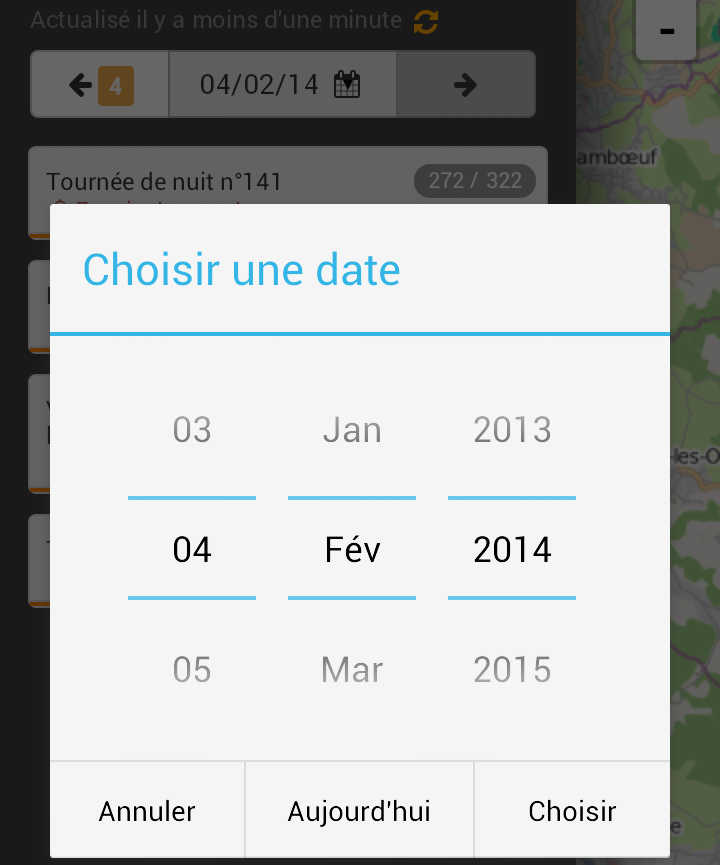 Actualisé il y a moins d'une minute
4
04/02/14
-
Tournée de nuit n°141
272 / 322
Choisir une date
03 Jan 2013
04 Fév 2014
05 Mar 2015
Annuler Aujourd'hui Choisir